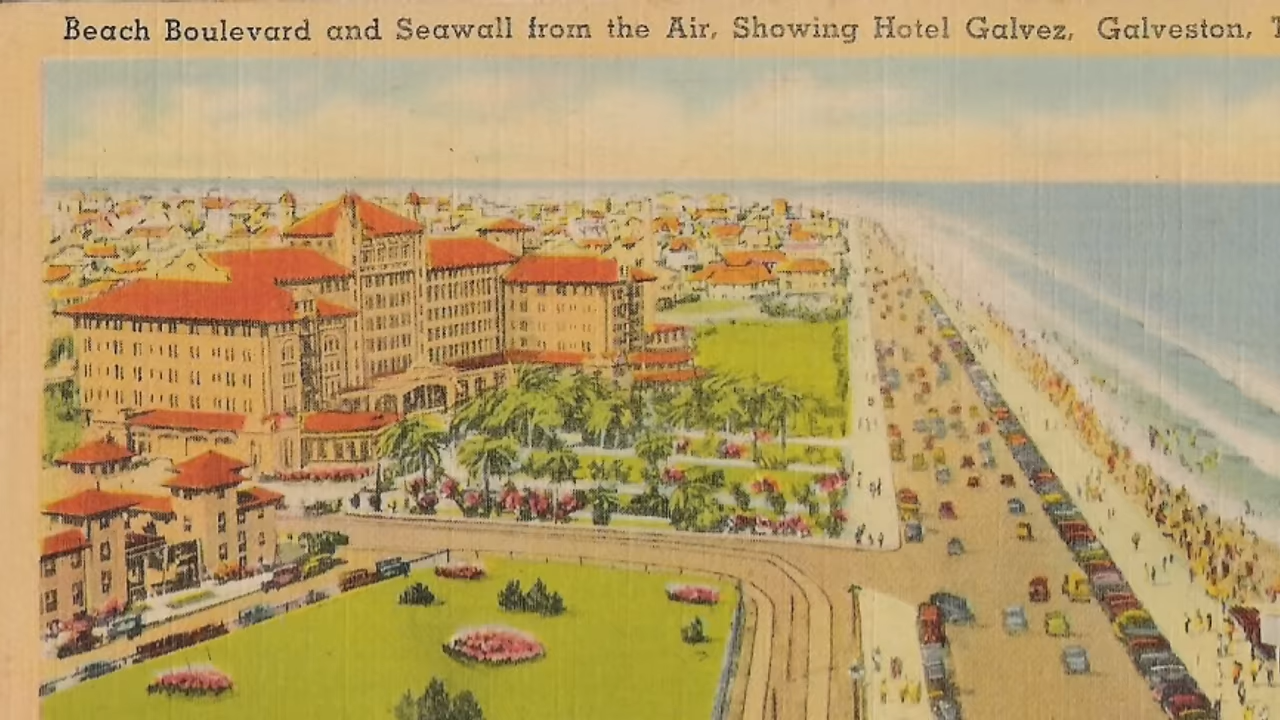 Beach Boulevard and Seawall from the Air, Showing Hotel Galvez, Galveston,